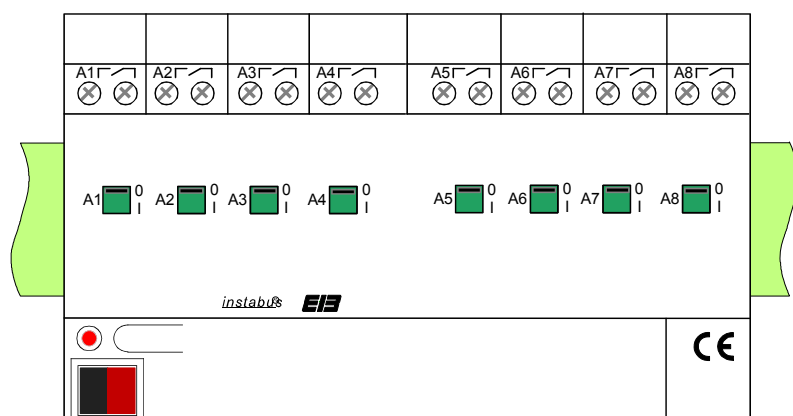 A1 A2 A3 A4 A5 A6 A7 A8
A1 0 I A2 0 I A3 0 I A4 0 I A5 0 I A6 0 I A7 0 I A8 0 I
instabus® EIB
CE